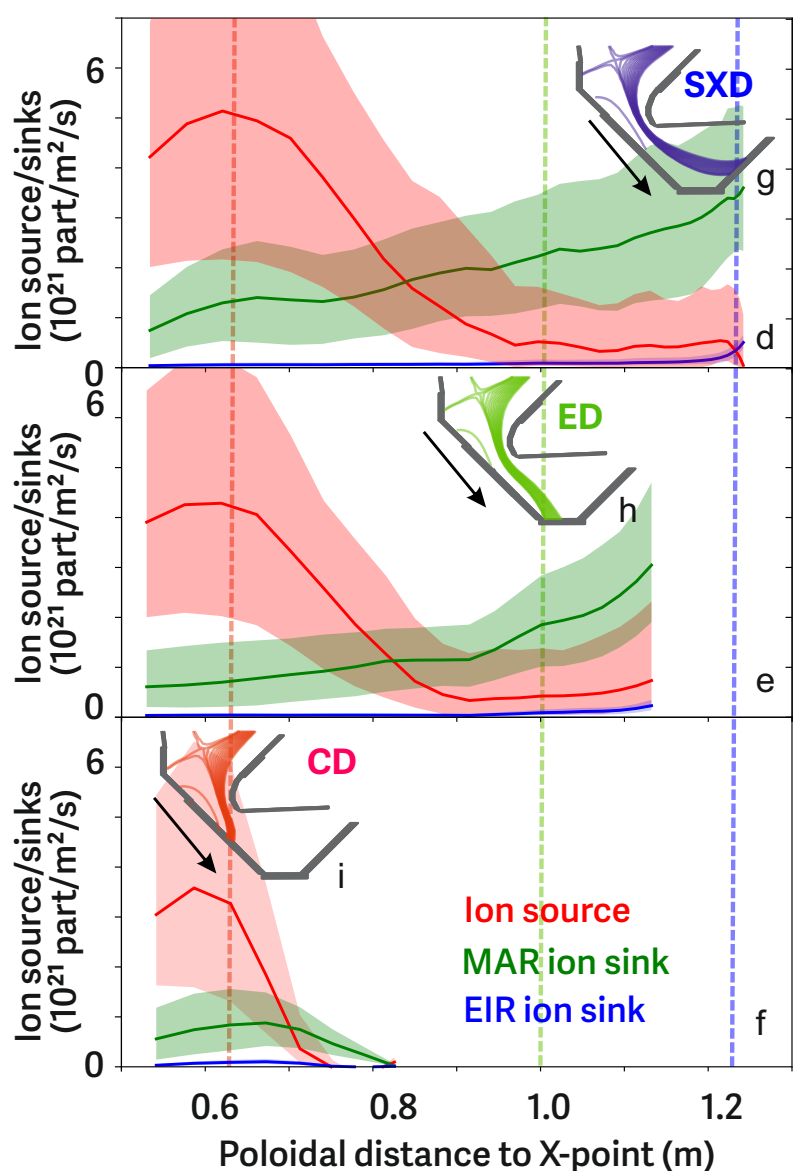 Ion source/sinks
(10²¹ part/m²/s)
6
0
SXD
g
d
Ion source/sinks
(10²¹ part/m²/s)
6
0
ED
h
e
Ion source/sinks
(10²¹ part/m²/s)
6
0
CD
i
Ion source
MAR ion sink
EIR ion sink
f
0.6 0.8 1.0 1.2
Poloidal distance to X-point (m)